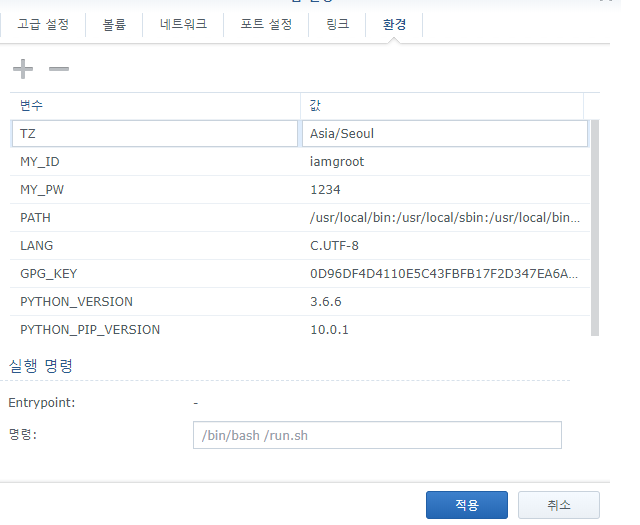 고급 설정 볼륨 네트워크 포트 설정 링크 환경
변수 값
TZ Asia/Seoul
MY_ID iamgroot
MY_PW 1234
PATH /usr/local/bin:/usr/local/sbin:/usr/local/bin...
LANG C.UTF-8
GPG_KEY 0D96DF4D4110E5C43FBFB17F2D347EA6A...
PYTHON_VERSION 3.6.6
PYTHON_PIP_VERSION 10.0.1
실행 명령
Entrypoint: -
명령: /bin/bash /run.sh
적용 취소